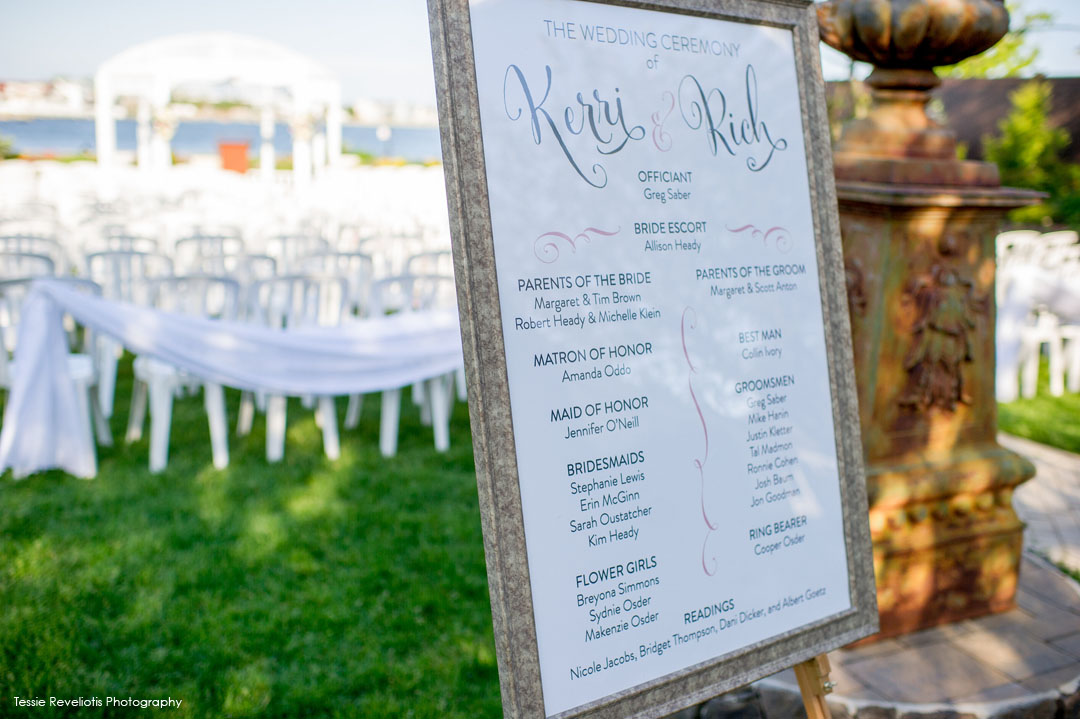 THE WEDDING CEREMONY
of
Kerri & Rich
OFFICIANT
Greg Saber
BRIDE ESCORT
Allison Heady
PARENTS OF THE BRIDE
Margaret & Tim Brown
Robert Heady & Michelle Klein
MATRON OF HONOR
Amanda Oddo
MAID OF HONOR
Jennifer O'Neill
BRIDESMAIDS
Stephanie Lewis
Erin McGinn
Sarah Oustatcher
Kim Heady
FLOWER GIRLS
Breyona Simmons
Sydnie Osder
Makenzie Osder
PARENTS OF THE GROOM
Margaret & Scott Anton
BEST MAN
Collin Ivory
GROOMSMEN
Greg Saber
Mike Hanin
Justin Kletter
Tal Madmon
Ronnie Cohen
Josh Baum
Jon Goodman
RING BEARER
Cooper Osder
READINGS
Nicole Jacobs, Bridget Thompson, Dani Dicker, and Albert Goetz
Tessie Reveliotis Photography